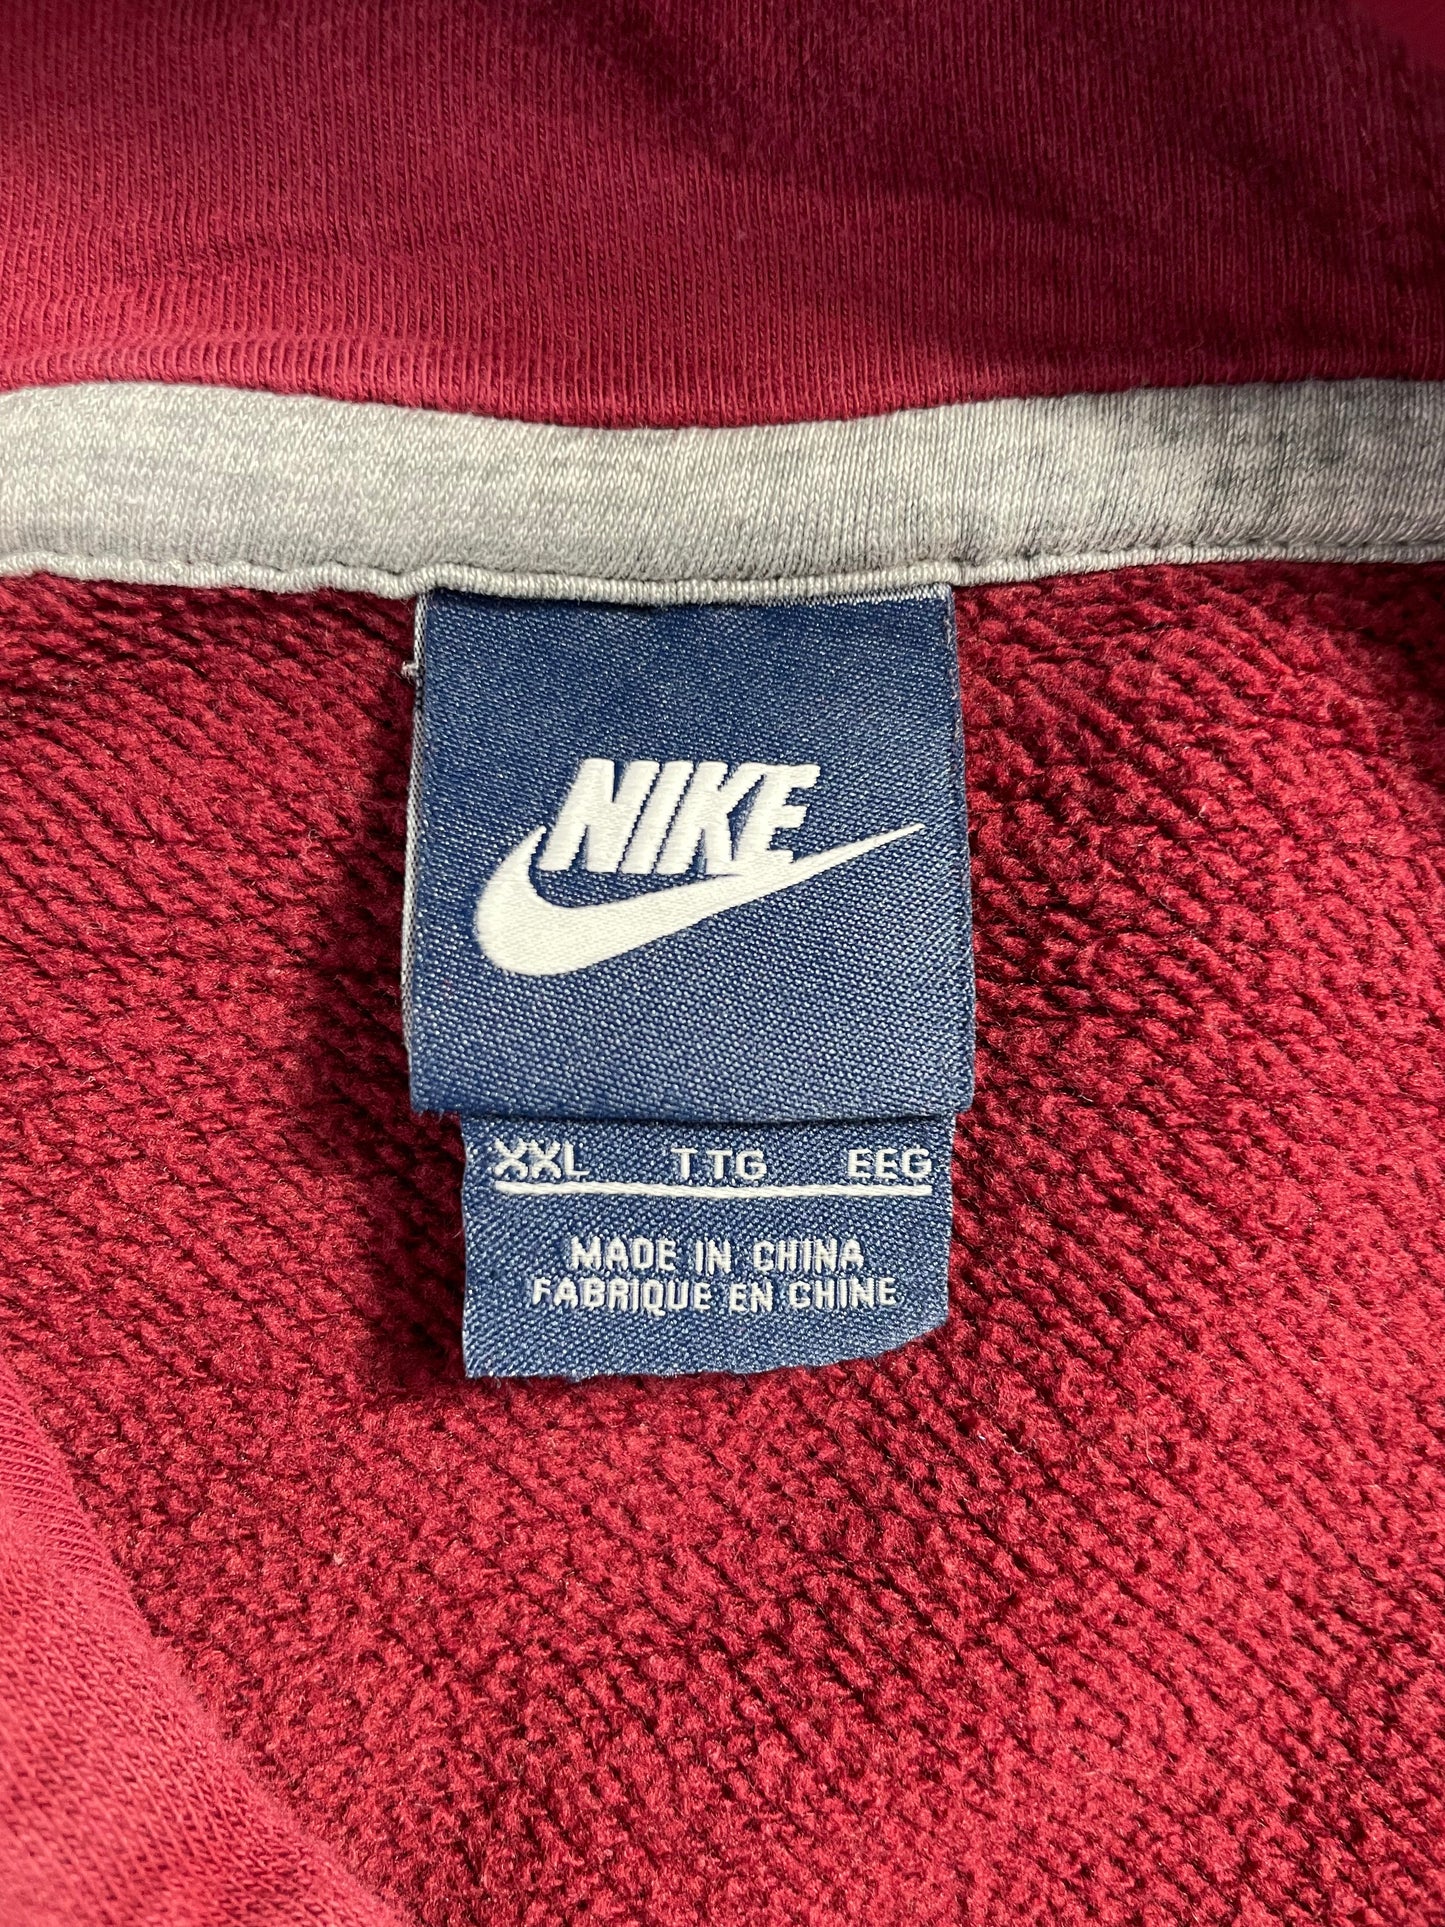 NIKE
XXL TTG EEG
MADE IN CHINA
FABRIQUE EN CHINE